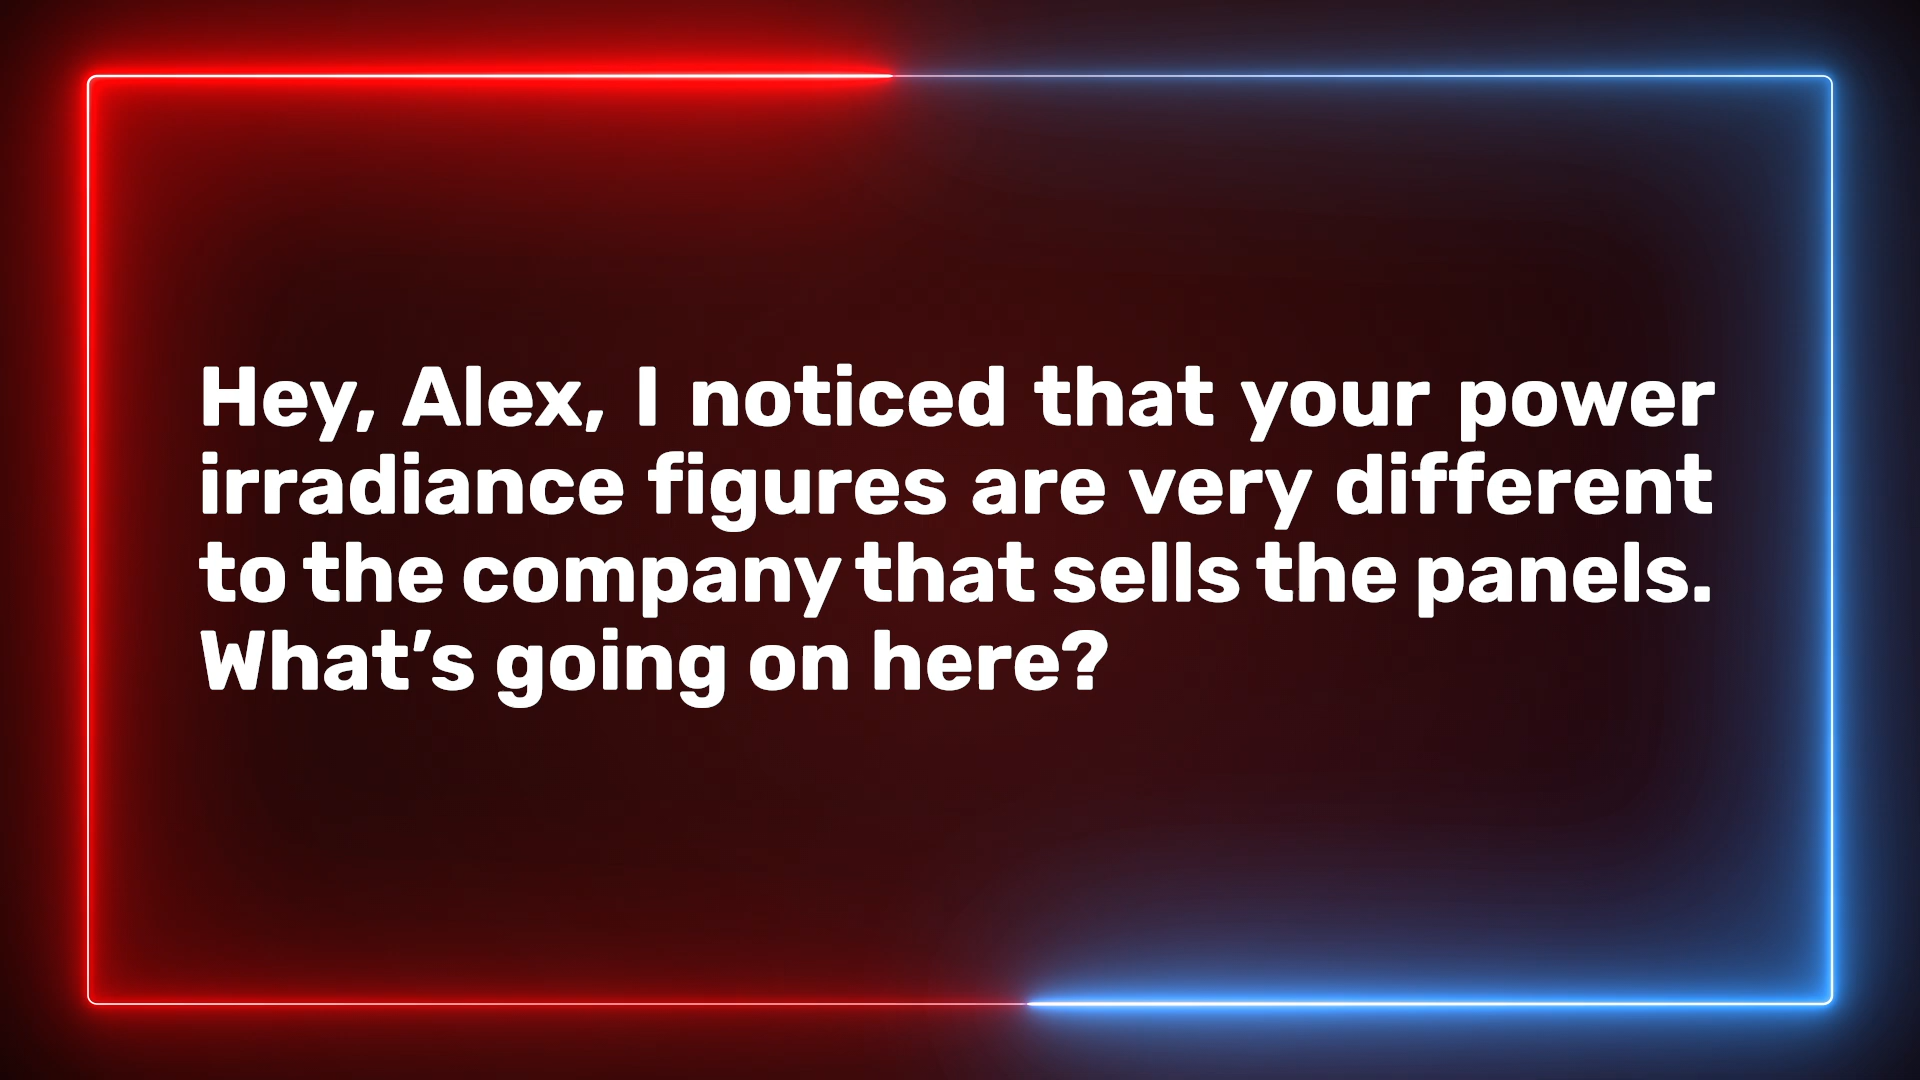 Hey, Alex, I noticed that your power
irradiance figures are very different
to the company that sells the panels.
What’s going on here?